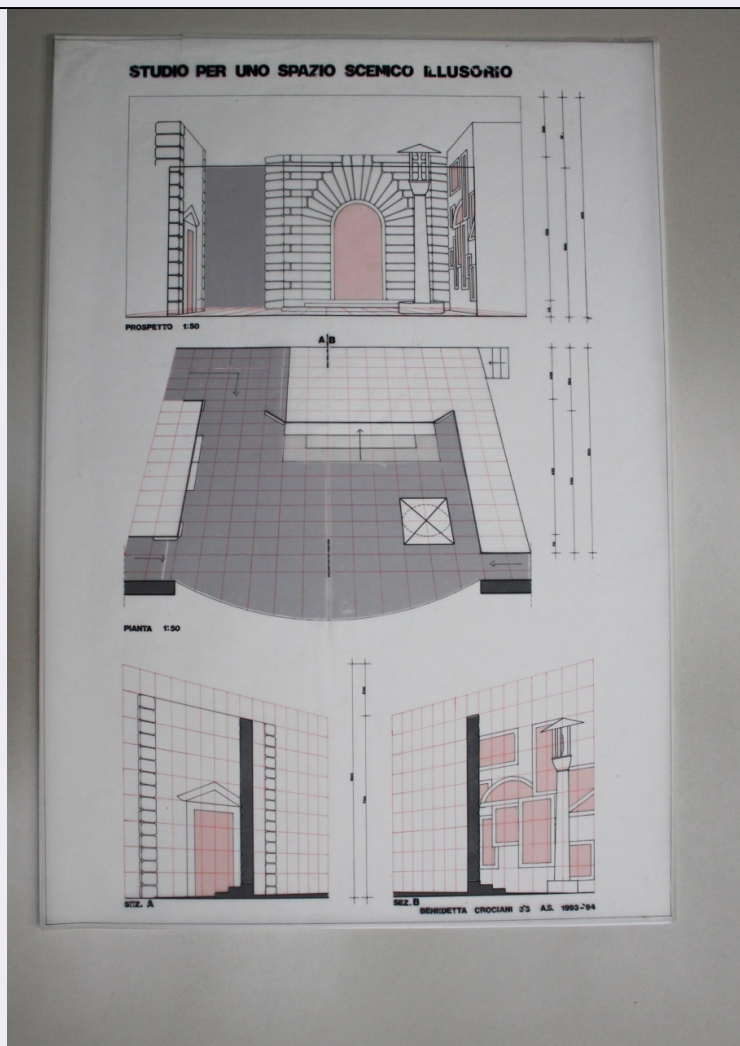 STUDIO PER UNO SPAZIO SCENICO ILLUSORIO
PROSPETTO 1:50
A B
PIANTA 1:50
SEZ. A
SEZ. B
BENEDETTA CROCIANI 3°3 A.S. 1993-'94